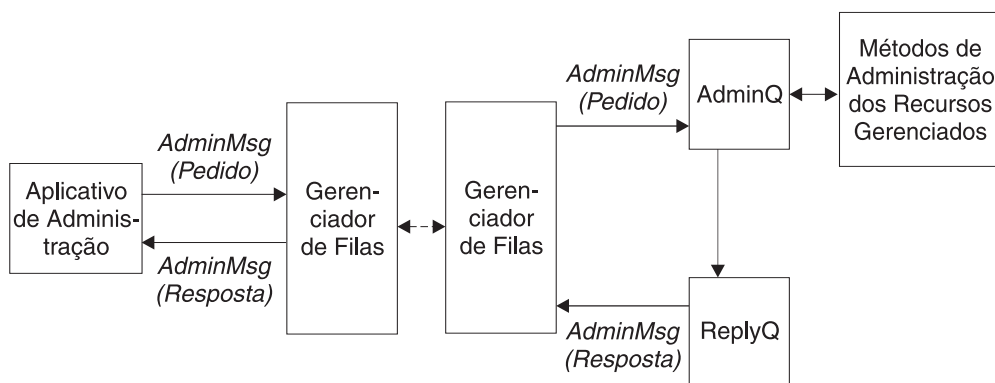 Aplicativo
de Adminis-
tração
AdminMsg
(Pedido)
AdminMsg
(Resposta)
Geren-
ciador
de Filas
Geren-
ciador
de Filas
AdminMsg
(Pedido)
AdminQ
Métodos de
Administração
dos Recursos
Gerenciados
AdminMsg
(Resposta)
ReplyQ